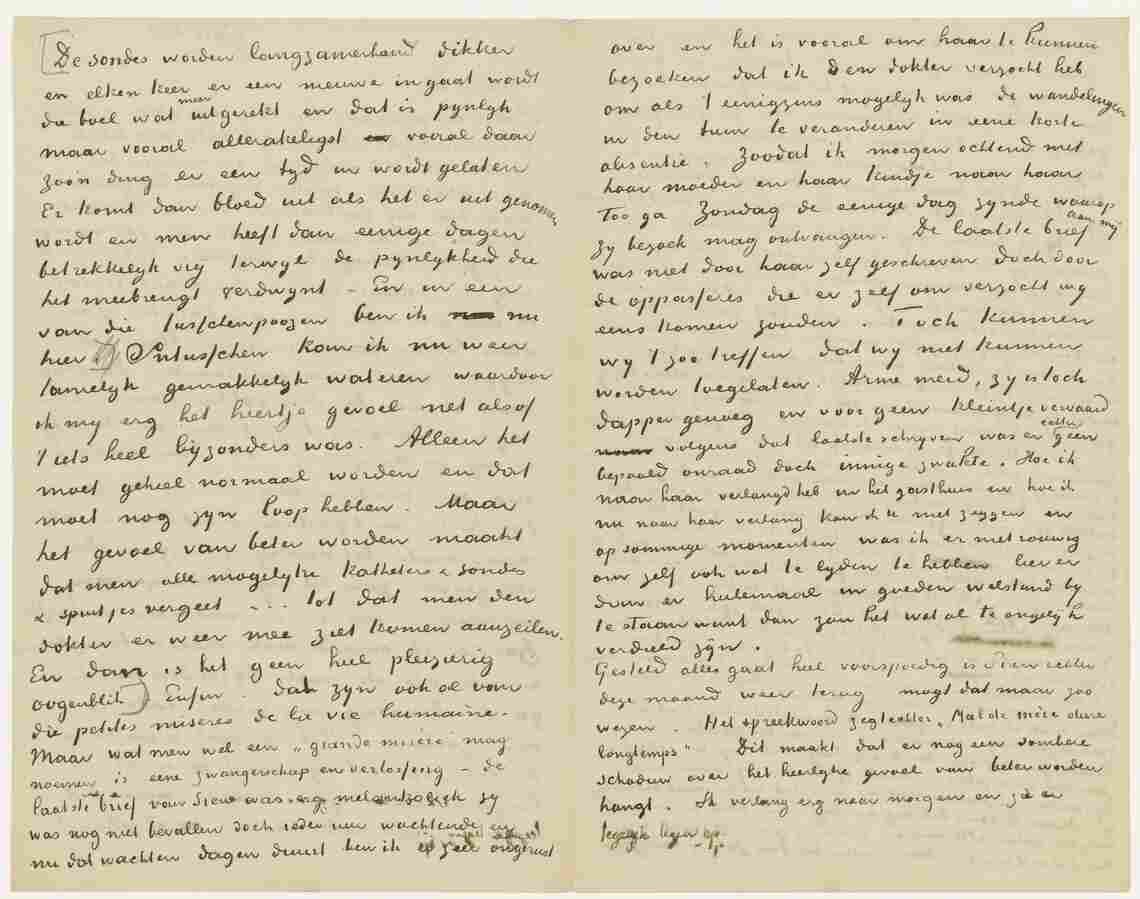 De sondes worden langzamerhand dikker
en elken keer er een nieuwe ingaat wordt
die boel wat meer uitgerekt en dat is pynlyk
maar vooral allerakeligst vooral daar
zoo'n ding er een tyd in wordt gelaten
Er komt dan bloed uit als het er uit genomen
wordt en men heeft dan eenige dagen
betrekkelyk vry terwyl de pynlykheid die
het meebrengt verdwynt – En in een
van die tusschenpoozen ben ik nu
hier. Intusschen kan ik nu weer
tamelyk gemakkelyk wateren waardoor
ik my erg het heertje gevoel net alsof
't iets heel byzonders was. Alleen het
moet geheel normaal worden en dat
moet nog zyn loop hebben. Maar
het gevoel van beter worden maakt
dat men alle mogelyke katheters & sondes
& spuitjes vergeet ... tot dat men den
dokter er weer mee ziet komen aanzeilen.
En dan is het geen heel pleizierig
oogenblik) Enfin. Dat zyn ook al van
die petites misères de la vie humaine.
Maar wat men wel een „grande misère" mag
noemen is eene zwangerschap en verlossing – de
laatste brief van Sien was erg melankoliek zy
was nog niet bevallen doch ieder uur wachtende en
nu dat wachten dagen duurt ben ik er zeer ongerust
over en het is vooral om haar te kunnen
bezoeken dat ik den dokter verzocht heb
om als 't eenigzins mogelyk was de wandelingen
in den tuin te veranderen in eene korte
absentie. Zoodat ik morgen ochtend met
haar moeder en haar kindje naar haar
toe ga Zondag de eenige dag zynde waarop
zy bezoek mag ontvangen. De laatste brief aan my
was niet door haar zelf geschreven doch door
de oppasseres die er zelf om verzocht wy
eens komen zouden. Toch kunnen
wy 't zoo treffen dat wy niet kunnen
worden toegelaten. Arme meid, zy is toch
dapper genoeg en voor geen kleintje vervaard
volgens dat laatste schryven was er echter geen
bepaald onraad doch innige zwakte. Hoe ik
naar haar verlangd heb in het gasthuis en hoe ik
nu naar haar verlang kan ik U niet zeggen en
op sommige momenten was ik er niet rouwig
om zelf ook wat te lyden te hebben liever
dan er heelemaal in goeden welstand by
te staan want dan zou het wel al te ongelyk
verdeeld zyn.
Gesteld alles gaat heel voorspoedig is Sien echter
deze maand weer terug mogt dat maar zoo
wezen. Het spreekwoord zegt echter „Mal de mère dure
longtemps" Dit maakt dat er nog een sombere
schaduw over het heerlyke gevoel van beter worden
hangt. Ik verlang erg naar morgen en zie er
tegelyk tegen op.